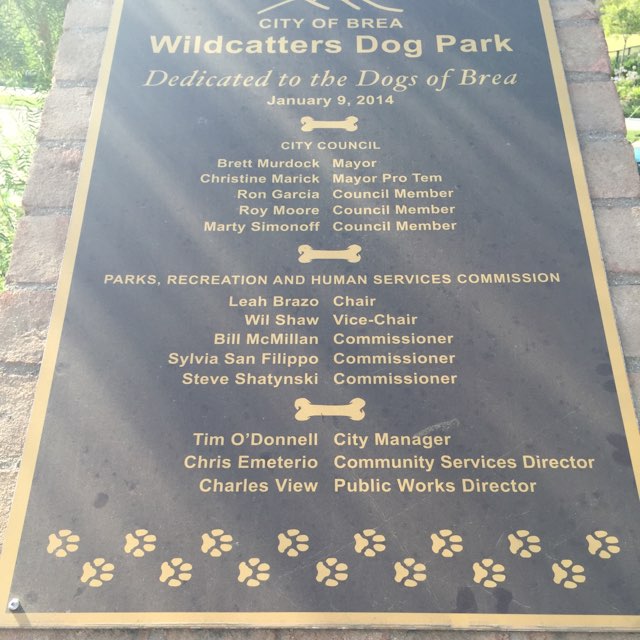 CITY OF BREA
Wildcatters Dog Park
Dedicated to the Dogs of Brea
January 9, 2014
CITY COUNCIL
Brett Murdock Mayor
Christine Marick Mayor Pro Tem
Ron Garcia Council Member
Roy Moore Council Member
Marty Simonoff Council Member
PARKS, RECREATION AND HUMAN SERVICES COMMISSION
Leah Brazo Chair
Wil Shaw Vice-Chair
Bill McMillan Commissioner
Sylvia San Filippo Commissioner
Steve Shatynski Commissioner
Tim O'Donnell City Manager
Chris Emeterio Community Services Director
Charles View Public Works Director